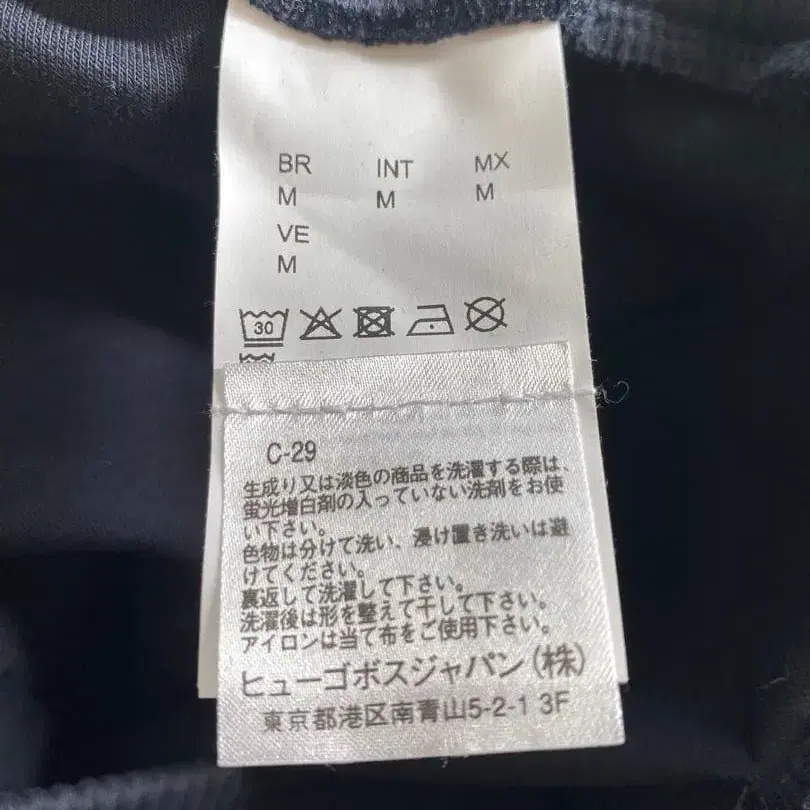 BR INT MX
M M M
VE
M
30
C-29
生成り又は淡色の商品を洗濯する際は、
蛍光増白剤の入っていない洗剤をお使
い下さい。
色物は分けて洗い、浸け置き洗いは避
けてください。
裏返して洗濯して下さい。
洗濯後は形を整えて干して下さい。
アイロンは当て布をご使用下さい。
ヒューゴボスジャパン(株)
東京都港区南青山5-2-1 3F